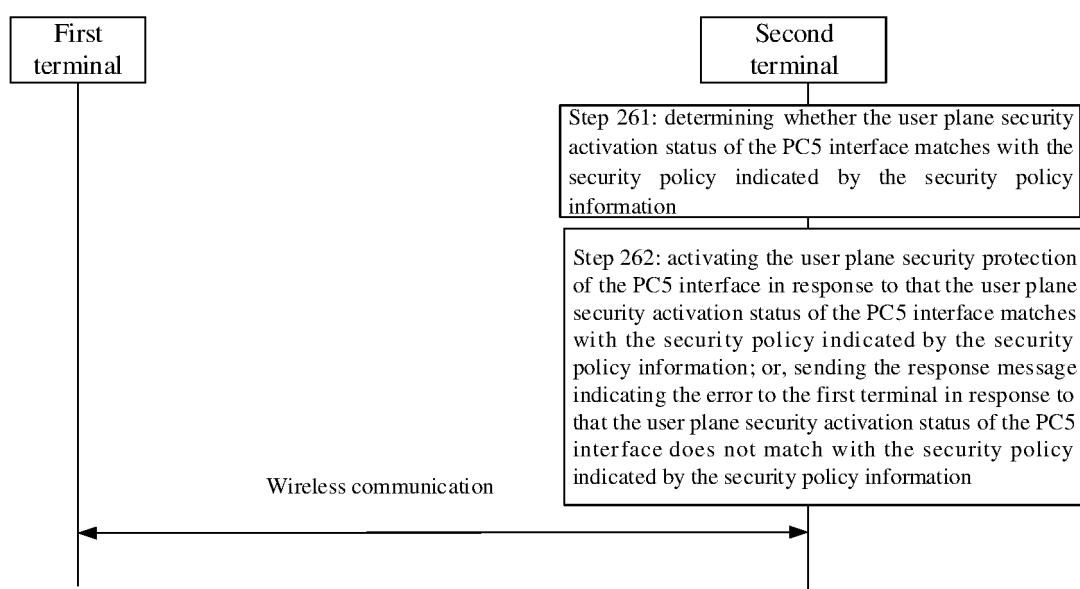 First
terminal
Second
terminal
Step 261: determining whether the user plane security
activation status of the PC5 interface matches with the
security policy indicated by the security policy
information
Step 262: activating the user plane security protection
of the PC5 interface in response to that the user plane
security activation status of the PC5 interface matches
with the security policy indicated by the security
policy information; or, sending the response message
indicating the error to the first terminal in response to
that the user plane security activation status of the PC5
interface does not match with the security policy
indicated by the security policy information
Wireless communication